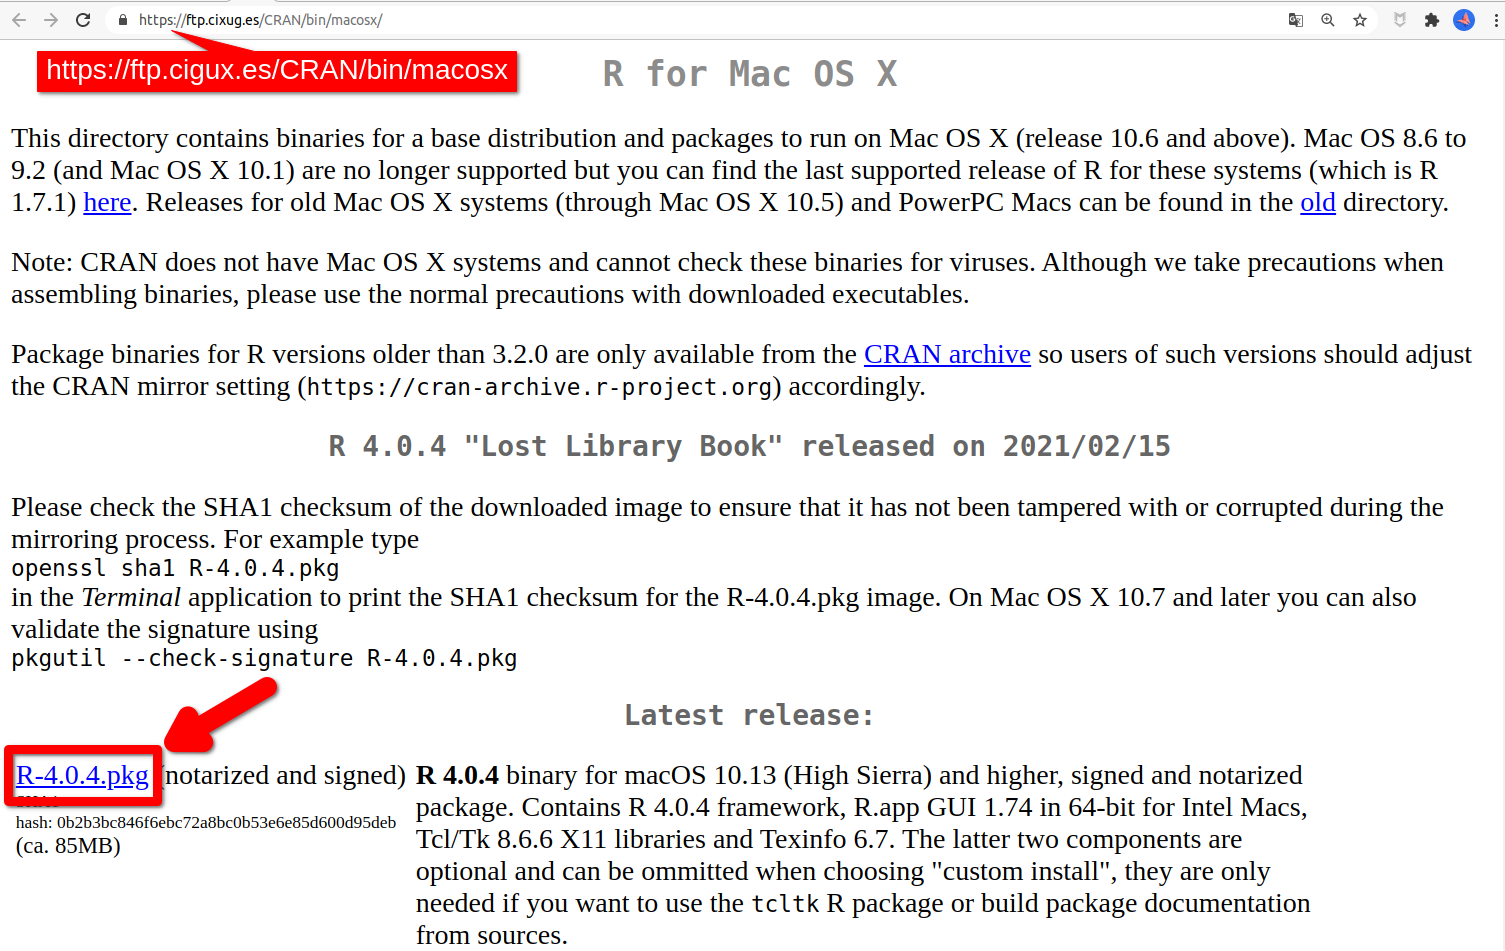 https://ftp.cixug.es/CRAN/bin/macosx/
https://ftp.cigux.es/CRAN/bin/macosx
R for Mac OS X
This directory contains binaries for a base distribution and packages to run on Mac OS X (release 10.6 and above). Mac OS 8.6 to
9.2 (and Mac OS X 10.1) are no longer supported but you can find the last supported release of R for these systems (which is R
1.7.1) here. Releases for old Mac OS X systems (through Mac OS X 10.5) and PowerPC Macs can be found in the old directory.
Note: CRAN does not have Mac OS X systems and cannot check these binaries for viruses. Although we take precautions when
assembling binaries, please use the normal precautions with downloaded executables.
Package binaries for R versions older than 3.2.0 are only available from the CRAN archive so users of such versions should adjust
the CRAN mirror setting (https://cran-archive.r-project.org) accordingly.
R 4.0.4 "Lost Library Book" released on 2021/02/15
Please check the SHA1 checksum of the downloaded image to ensure that it has not been tampered with or corrupted during the
mirroring process. For example type
openssl sha1 R-4.0.4.pkg
in the Terminal application to print the SHA1 checksum for the R-4.0.4.pkg image. On Mac OS X 10.7 and later you can also
validate the signature using
pkgutil --check-signature R-4.0.4.pkg
Latest release:
R-4.0.4.pkg (notarized and signed)
hash: 0b2b3bc846f6ebc72a8bc0b53e6e85d600d95deb
(ca. 85MB)
R 4.0.4 binary for macOS 10.13 (High Sierra) and higher, signed and notarized
package. Contains R 4.0.4 framework, R.app GUI 1.74 in 64-bit for Intel Macs,
Tcl/Tk 8.6.6 X11 libraries and Texinfo 6.7. The latter two components are
optional and can be ommitted when choosing "custom install", they are only
needed if you want to use the tcltk R package or build package documentation
from sources.